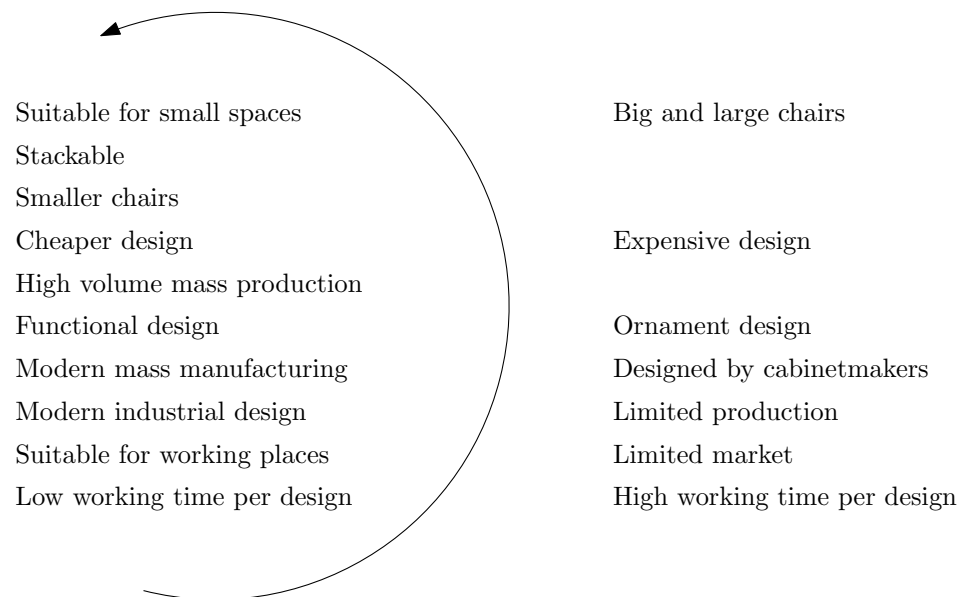 Suitable for small spaces
Stackable
Smaller chairs
Cheaper design
High volume mass production
Functional design
Modern mass manufacturing
Modern industrial design
Suitable for working places
Low working time per design
Big and large chairs
Expensive design
Ornament design
Designed by cabinetmakers
Limited production
Limited market
High working time per design